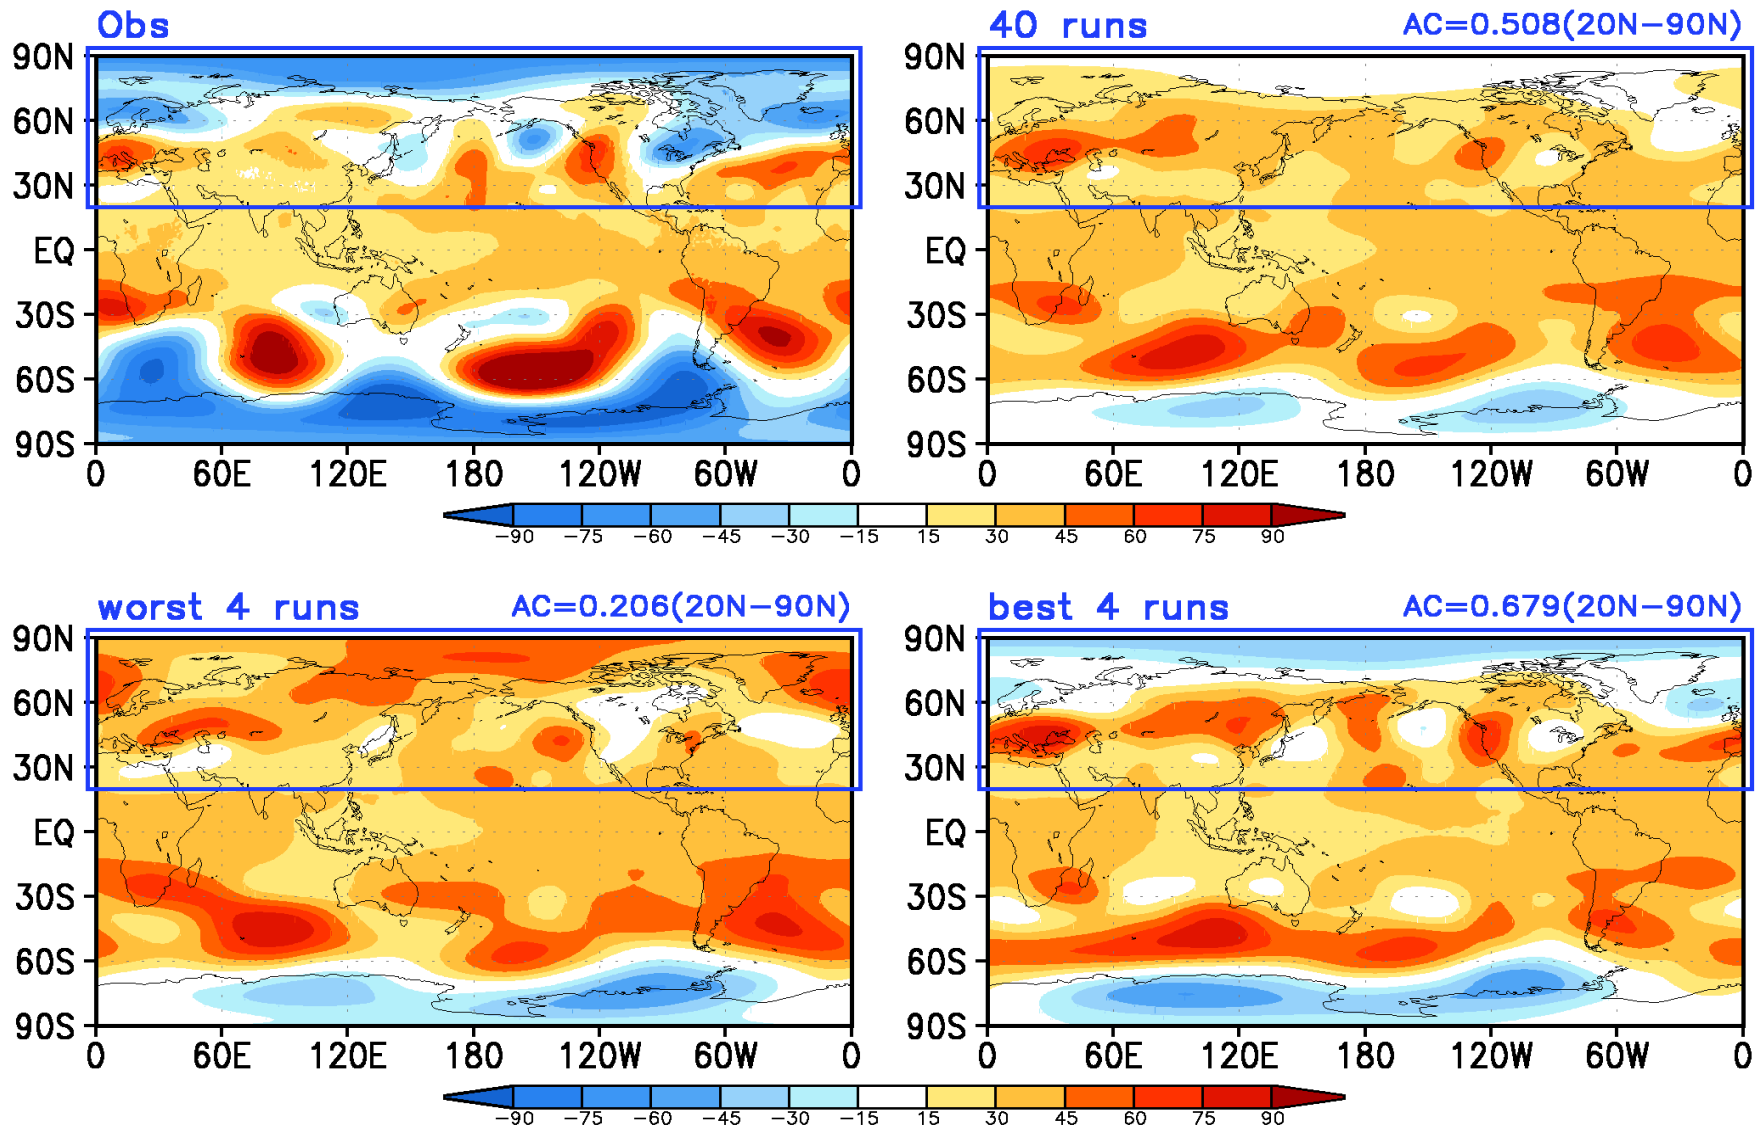 Obs
40 runs AC=0.508(20N−90N)
90N 90N
60N 60N
30N 30N
EQ EQ
30S 30S
60S 60S
90S 90S
0 60E 120E 180 120W 60W 0 0 60E 120E 180 120W 60W 0
−90 −75 −60 −45 −30 −15 15 30 45 60 75 90
worst 4 runs AC=0.206(20N−90N) best 4 runs AC=0.679(20N−90N)
90N 90N
60N 60N
30N 30N
EQ EQ
30S 30S
60S 60S
90S 90S
0 60E 120E 180 120W 60W 0 0 60E 120E 180 120W 60W 0
−90 −75 −60 −45 −30 −15 15 30 45 60 75 90